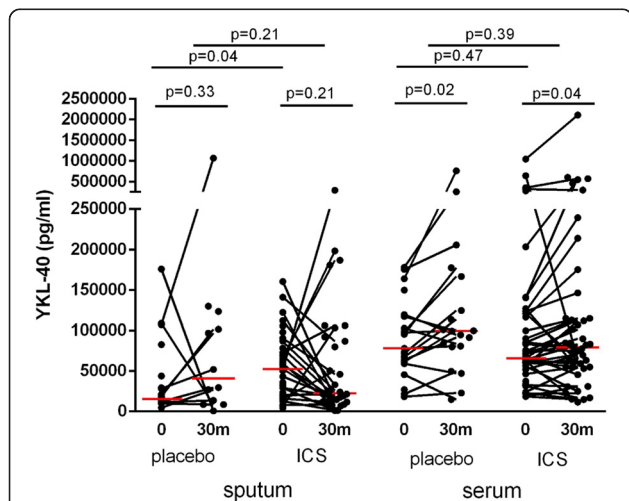 p=0.21 p=0.39
p=0.04 p=0.47
p=0.33 p=0.21 p=0.02 p=0.04
2500000
2000000
1500000
1000000
500000
250000
200000
150000
100000
50000
0
YKL-40 (pg/ml)
0 30m 0 30m 0 30m 0 30m
placebo ICS placebo ICS
sputum serum